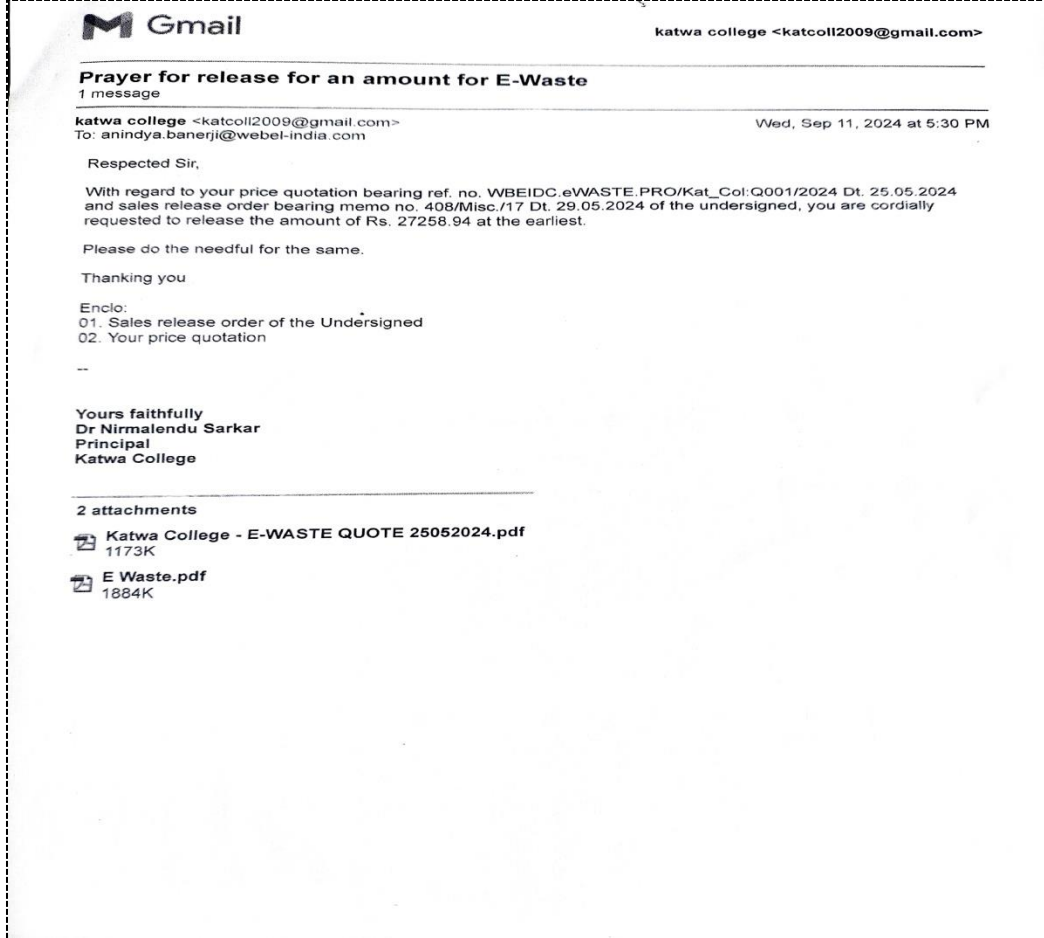 Gmail
katwa college <katcoll2009@gmail.com>
Prayer for release for an amount for E-Waste
1 message
katwa college <katcoll2009@gmail.com>
To: anindya.banerji@webel-india.com
Wed, Sep 11, 2024 at 5:30 PM
Respected Sir,
With regard to your price quotation bearing ref. no. WBEIDC.eWASTE.PRO/Kat_Col:Q001/2024 Dt. 25.05.2024
and sales release order bearing memo no. 408/Misc./17 Dt. 29.05.2024 of the undersigned, you are cordially
requested to release the amount of Rs. 27258.94 at the earliest.
Please do the needful for the same.
Thanking you
Enclo:
01. Sales release order of the Undersigned
02. Your price quotation
--
Yours faithfully
Dr Nirmalendu Sarkar
Principal
Katwa College
2 attachments
Katwa College - E-WASTE QUOTE 25052024.pdf
1173K
E Waste.pdf
1884K